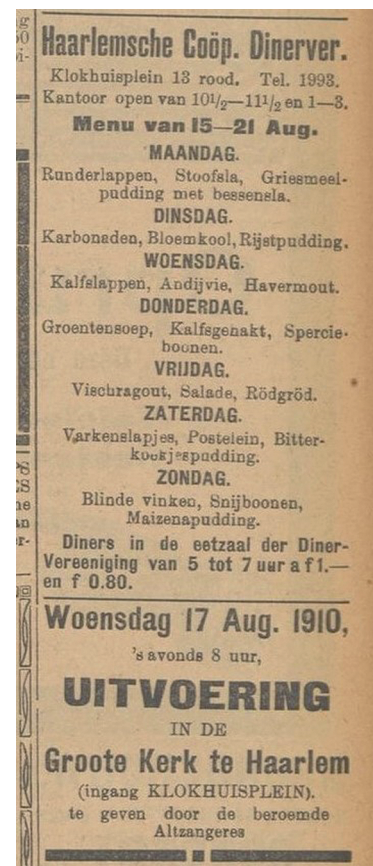 Haarlemsche Coöp. Dinerver.
Klokhuisplein 13 rood. Tel. 1993.
Kantoor open van 10½—11½ en 1—3.
Menu van 15—21 Aug.
MAANDAG.
Runderlappen, Stoofsla, Griesmeel-
pudding met bessensla.
DINSDAG.
Karbonaden, Bloemkool, Rijstpudding.
WOENSDAG.
Kalfslappen, Andijvie, Havermout.
DONDERDAG.
Groentensoep, Kalfsgehakt, Spercie-
boonen.
VRIJDAG.
Vischragout, Salade, Rödgröd.
ZATERDAG.
Varkenslapjes, Postelein, Bitter-
koekjespudding.
ZONDAG.
Blinde vinken, Snijboonen,
Maizenapudding.
Diners in de eetzaal der Diner-
Vereeniging van 5 tot 7 uur a f 1.—
en f 0.80.
Woensdag 17 Aug. 1910,
's avonds 8 uur,
UITVOERING
IN DE
Groote Kerk te Haarlem
(ingang KLOKHUISPLEIN).
te geven door de beroemde
Altzangeres